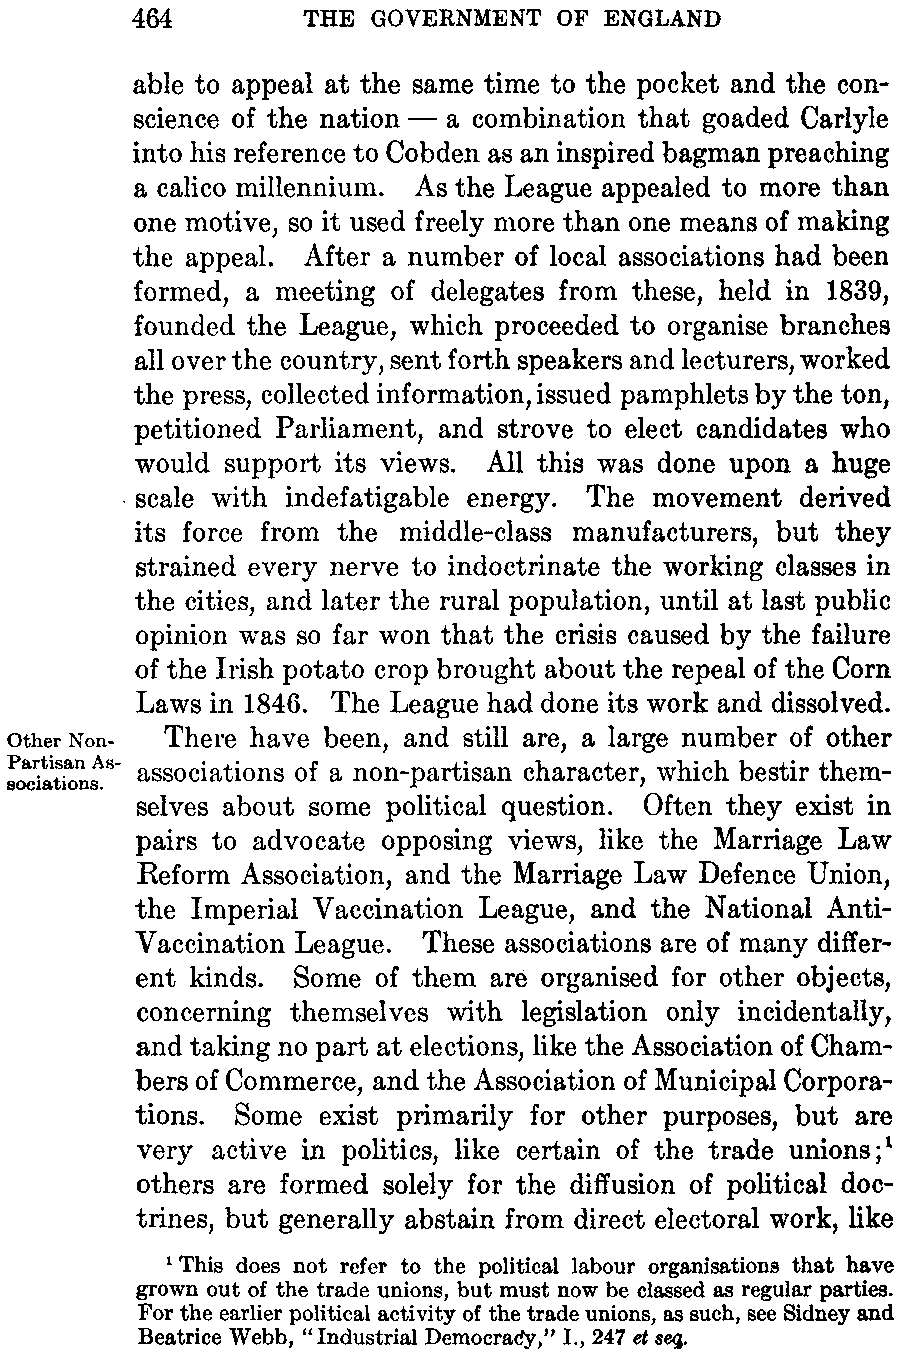 464 THE GOVERNMENT OF ENGLAND
able to appeal at the same time to the pocket and the con-
science of the nation — a combination that goaded Carlyle
into his reference to Cobden as an inspired bagman preaching
a calico millennium. As the League appealed to more than
one motive, so it used freely more than one means of making
the appeal. After a number of local associations had been
formed, a meeting of delegates from these, held in 1839,
founded the League, which proceeded to organise branches
all over the country, sent forth speakers and lecturers, worked
the press, collected information, issued pamphlets by the ton,
petitioned Parliament, and strove to elect candidates who
would support its views. All this was done upon a huge
scale with indefatigable energy. The movement derived
its force from the middle-class manufacturers, but they
strained every nerve to indoctrinate the working classes in
the cities, and later the rural population, until at last public
opinion was so far won that the crisis caused by the failure
of the Irish potato crop brought about the repeal of the Corn
Laws in 1846. The League had done its work and dissolved.
Other Non-
Partisan As-
sociations.
There have been, and still are, a large number of other
associations of a non-partisan character, which bestir them-
selves about some political question. Often they exist in
pairs to advocate opposing views, like the Marriage Law
Reform Association, and the Marriage Law Defence Union,
the Imperial Vaccination League, and the National Anti-
Vaccination League. These associations are of many differ-
ent kinds. Some of them are organised for other objects,
concerning themselves with legislation only incidentally,
and taking no part at elections, like the Association of Cham-
bers of Commerce, and the Association of Municipal Corpora-
tions. Some exist primarily for other purposes, but are
very active in politics, like certain of the trade unions;¹
others are formed solely for the diffusion of political doc-
trines, but generally abstain from direct electoral work, like
¹ This does not refer to the political labour organisations that have
grown out of the trade unions, but must now be classed as regular parties.
For the earlier political activity of the trade unions, as such, see Sidney and
Beatrice Webb, "Industrial Democracy," I., 247 et seq.